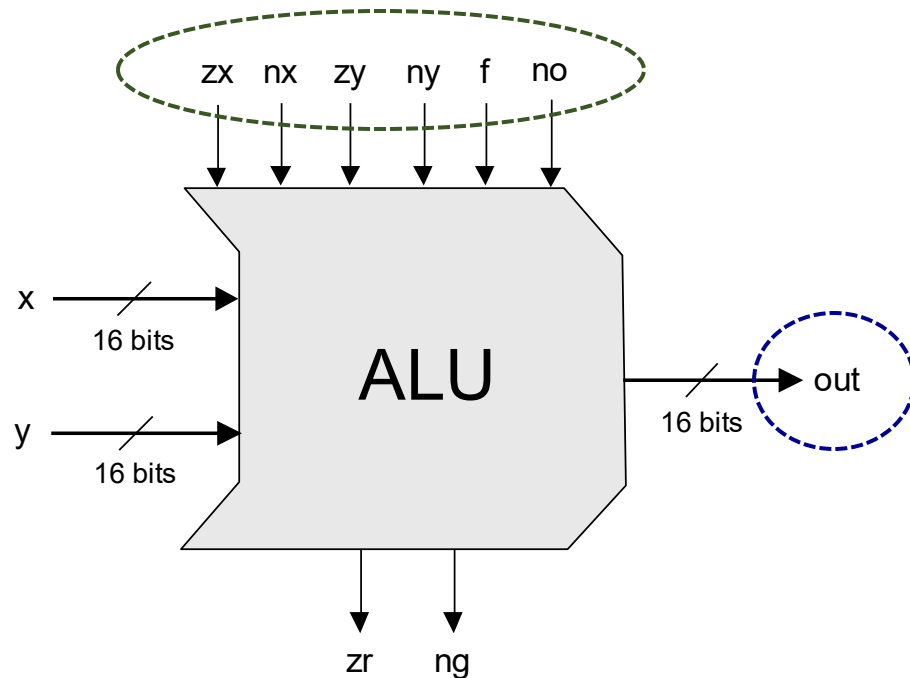 zx nx zy ny f no
x
16 bits
ALU
out
16 bits
y
16 bits
zr ng